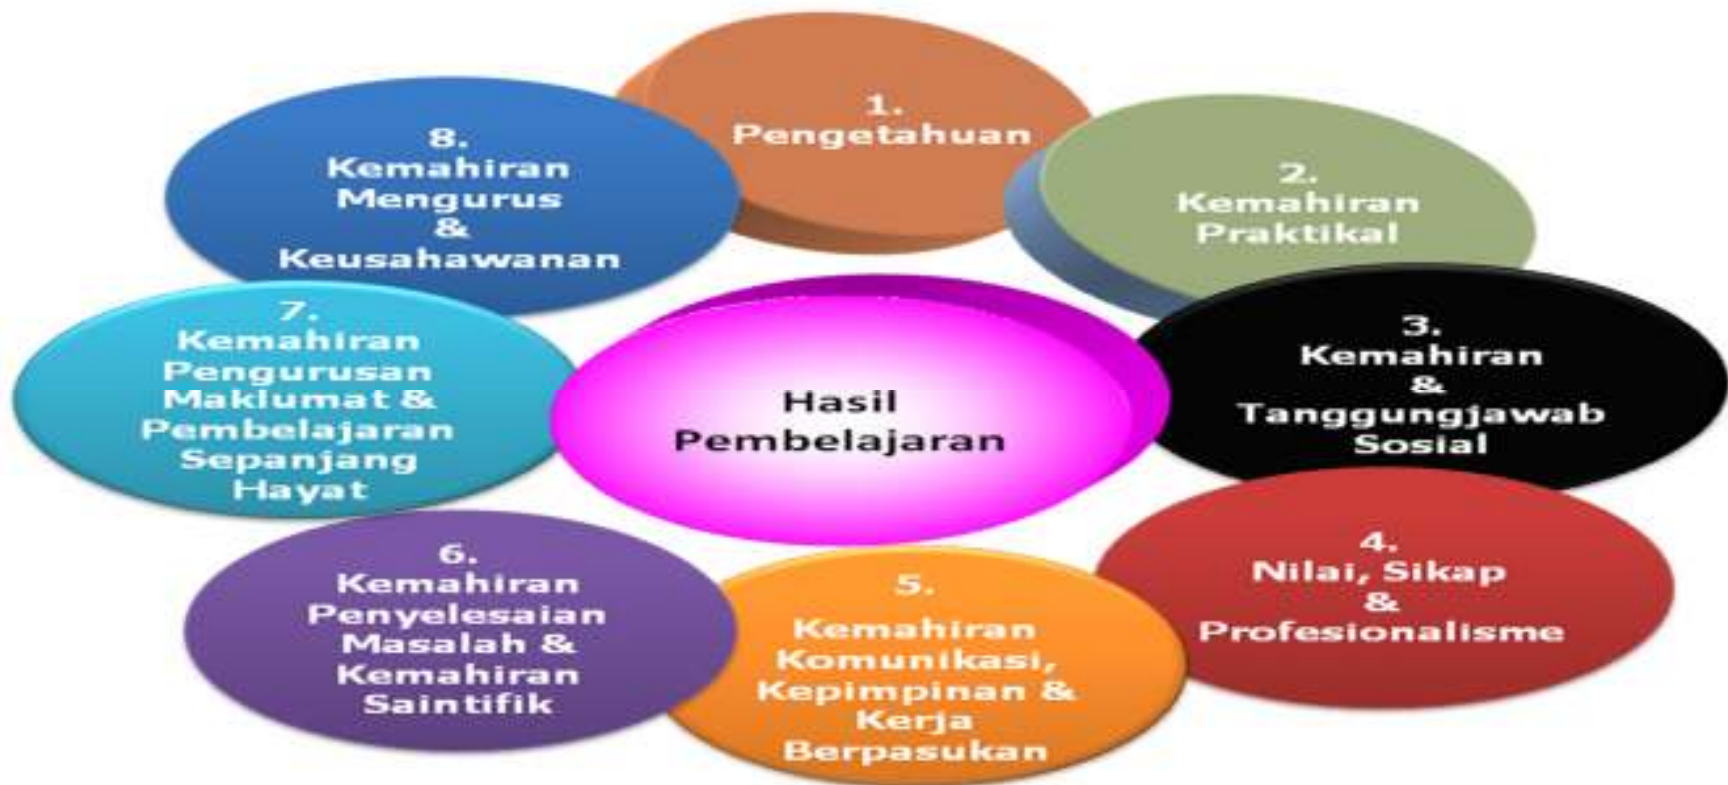 1.
Pengetahuan
2.
Kemahiran
Praktikal
3.
Kemahiran
&
Tanggungjawab
Sosial
4.
Nilai, Sikap
&
Profesionalisme
5.
Kemahiran
Komunikasi,
Kepimpinan &
Kerja
Berpasukan
6.
Kemahiran
Penyelesaian
Masalah &
Kemahiran
Saintifik
7.
Kemahiran
Pengurusan
Maklumat &
Pembelajaran
Sepanjang
Hayat
8.
Kemahiran
Mengurus
&
Keusahawanan
Hasil
Pembelajaran